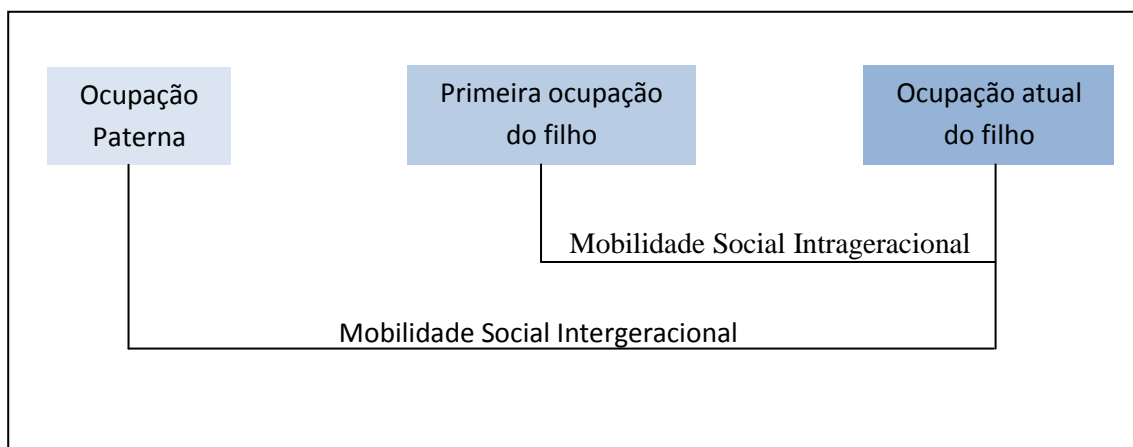 Ocupação
Paterna
Primeira ocupação
do filho
Ocupação atual
do filho
Mobilidade Social Intrageracional
Mobilidade Social Intergeracional